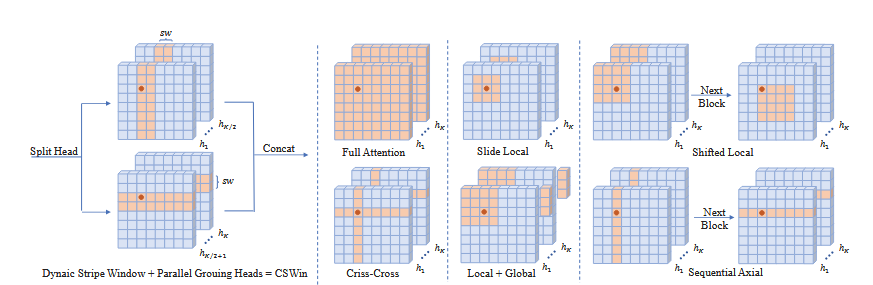 sw
Split Head
h_{K/2}
h_1
Concat
sw
h_K
h_{K/2+1}
Dynaic Stripe Window + Parallel Grouing Heads = CSWin
h_K
h_1
Full Attention
h_K
h_1
Criss-Cross
h_K
h_1
Slide Local
h_K
h_1
Local + Global
h_K
h_1
Next
Block
h_K
h_1
Shifted Local
h_K
h_1
Next
Block
h_K
h_1
Sequential Axial